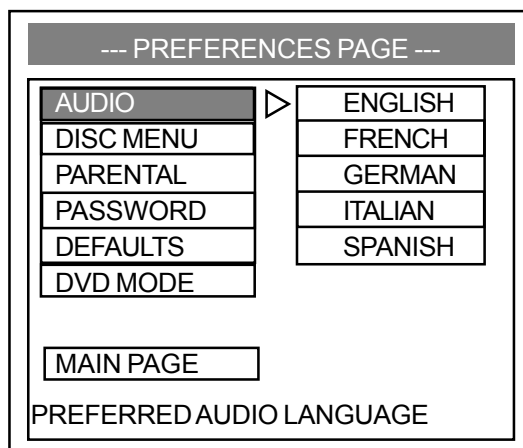 --- PREFERENCES PAGE ---
AUDIO ENGLISH
DISC MENU FRENCH
PARENTAL GERMAN
PASSWORD ITALIAN
DEFAULTS SPANISH
DVD MODE
MAIN PAGE
PREFERRED AUDIO LANGUAGE